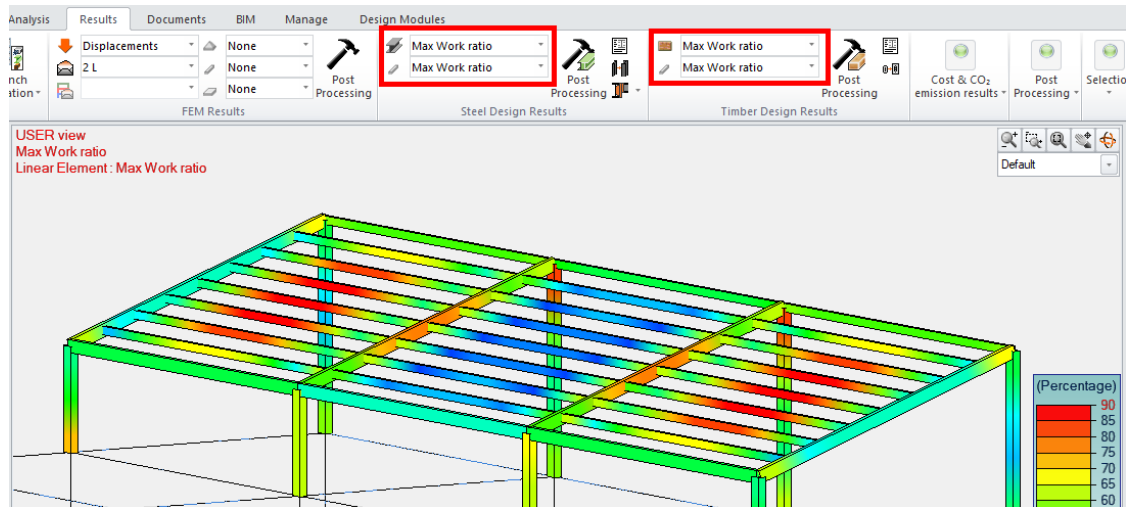 Analysis Results Documents BIM Manage Design Modules
Displacements None Max Work ratio Max Work ratio
2 L None Max Work ratio Max Work ratio
None
Post
Processing
Post
Processing
Post
Processing
Cost & CO₂
emission results
Post
Processing
FEM Results Steel Design Results Timber Design Results
USER view
Max Work ratio
Linear Element : Max Work ratio
Default
(Percentage)
90
85
80
75
70
65
60